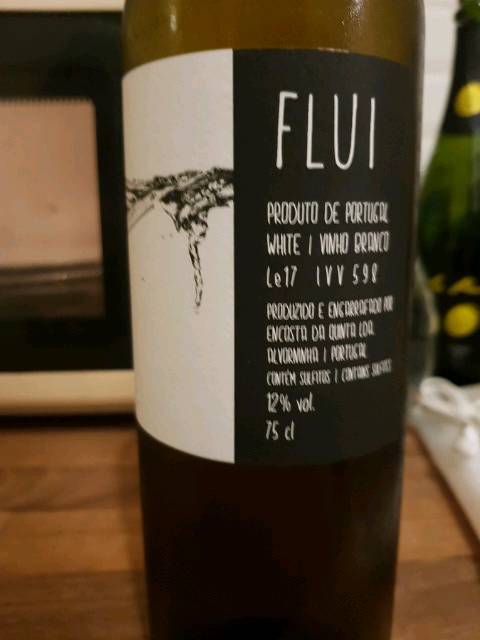 FLUI
PRODUTO DE PORTUGAL
WHITE | VINHO BRANCO
Le17 IVV 598
PRODUZIDO E ENGARRAFADO POR
ENCOSTA DA QUINTA LDA.
ALVORNINHA | PORTUGAL
CONTÉM SULFITOS | CONTAINS SULFITES
12% vol.
75 cl